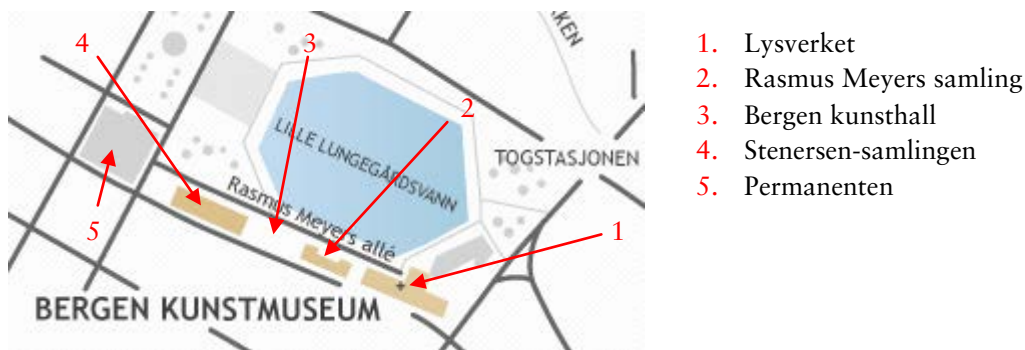 KKEN
4
3
2
1
5
LILLE LUNGEGÅRDSVANN
TOGSTASJONEN
Rasmus Meyers allé
BERGEN KUNSTMUSEUM
1. Lysverket
2. Rasmus Meyers samling
3. Bergen kunsthall
4. Stenersen-samlingen
5. Permanenten